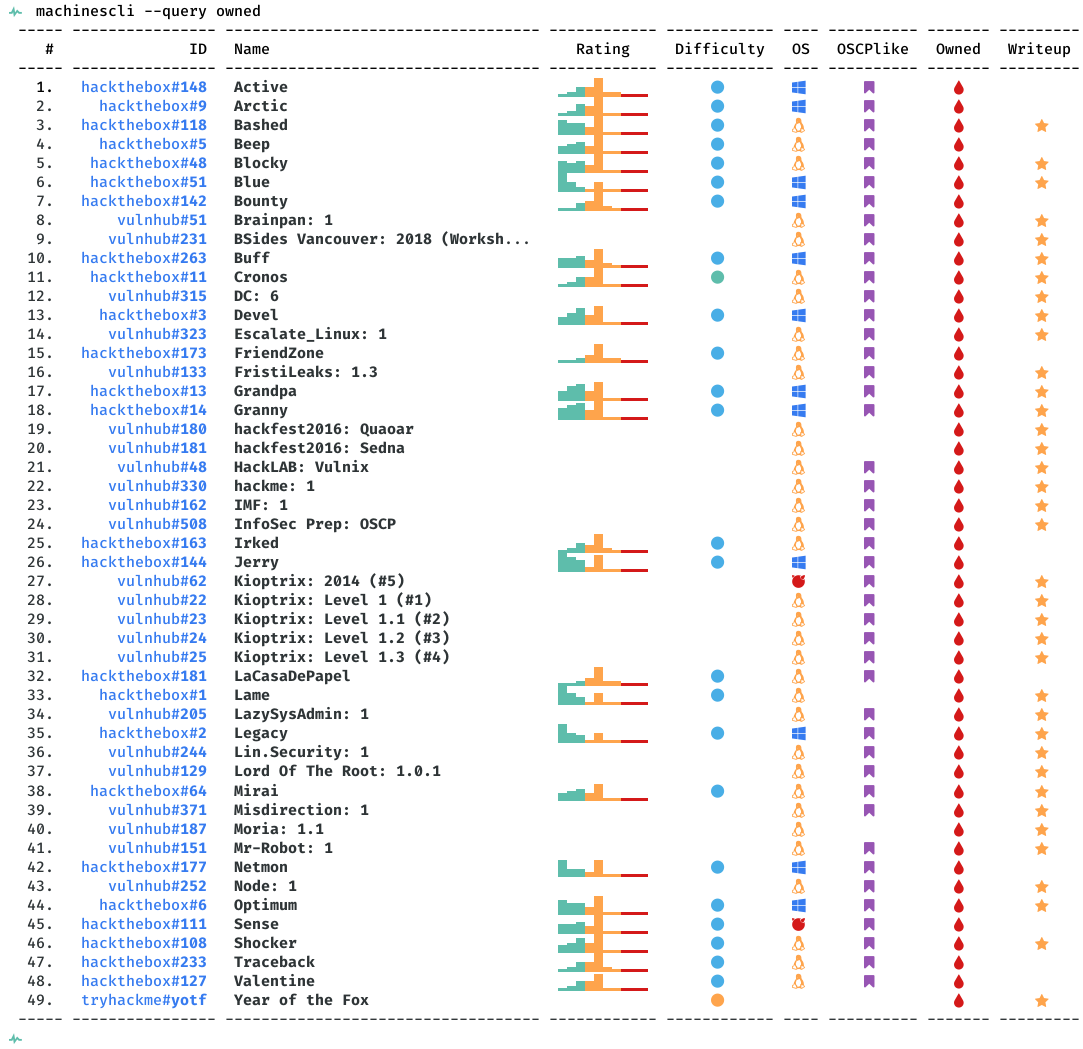 machinescli --query owned
----- ---------------- ----------------------------------- ----------- ------------ ---- ---------- ------- ---------
# ID Name Rating Difficulty OS OSCPlike Owned Writeup
----- ---------------- ----------------------------------- ----------- ------------ ---- ---------- ------- ---------
1. hackthebox#148 Active
2. hackthebox#9 Arctic
3. hackthebox#118 Bashed
4. hackthebox#5 Beep
5. hackthebox#48 Blocky
6. hackthebox#51 Blue
7. hackthebox#142 Bounty
8. vulnhub#51 Brainpan: 1
9. vulnhub#231 BSides Vancouver: 2018 (Worksh...
10. hackthebox#263 Buff
11. hackthebox#11 Cronos
12. vulnhub#315 DC: 6
13. hackthebox#3 Devel
14. vulnhub#323 Escalate_Linux: 1
15. hackthebox#173 FriendZone
16. vulnhub#133 FristiLeaks: 1.3
17. hackthebox#13 Grandpa
18. hackthebox#14 Granny
19. vulnhub#180 hackfest2016: Quaoar
20. vulnhub#181 hackfest2016: Sedna
21. vulnhub#48 HackLAB: Vulnix
22. vulnhub#330 hackme: 1
23. vulnhub#162 IMF: 1
24. vulnhub#508 InfoSec Prep: OSCP
25. hackthebox#163 Irked
26. hackthebox#144 Jerry
27. vulnhub#62 Kioptrix: 2014 (#5)
28. vulnhub#22 Kioptrix: Level 1 (#1)
29. vulnhub#23 Kioptrix: Level 1.1 (#2)
30. vulnhub#24 Kioptrix: Level 1.2 (#3)
31. vulnhub#25 Kioptrix: Level 1.3 (#4)
32. hackthebox#181 LaCasaDePapel
33. hackthebox#1 Lame
34. vulnhub#205 LazySysAdmin: 1
35. hackthebox#2 Legacy
36. vulnhub#244 Lin.Security: 1
37. vulnhub#129 Lord Of The Root: 1.0.1
38. hackthebox#64 Mirai
39. vulnhub#371 Misdirection: 1
40. vulnhub#187 Moria: 1.1
41. vulnhub#151 Mr-Robot: 1
42. hackthebox#177 Netmon
43. vulnhub#252 Node: 1
44. hackthebox#6 Optimum
45. hackthebox#111 Sense
46. hackthebox#108 Shocker
47. hackthebox#233 Traceback
48. hackthebox#127 Valentine
49. tryhackme#yotf Year of the Fox
----- ---------------- ----------------------------------- ----------- ------------ ---- ---------- ------- ---------